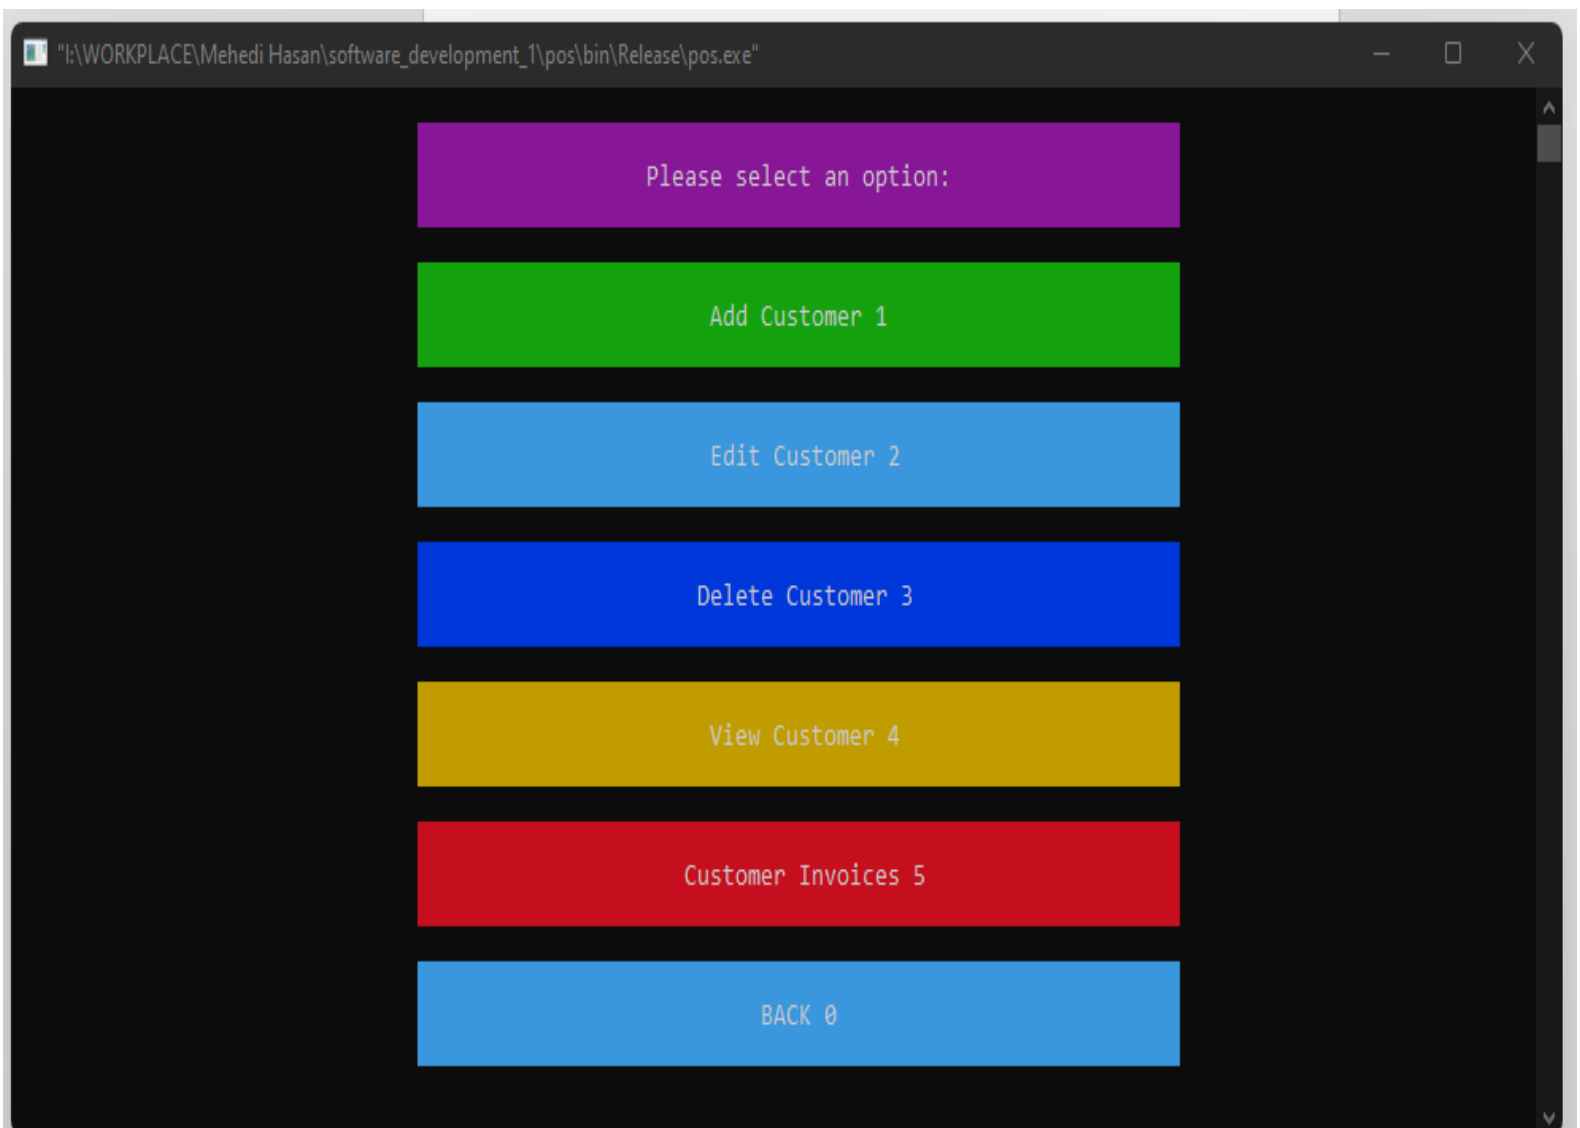 "I:\WORKPLACE\Mehedi Hasan\software_development_1\pos\bin\Release\pos.exe"
Please select an option:
Add Customer 1
Edit Customer 2
Delete Customer 3
View Customer 4
Customer Invoices 5
BACK 0